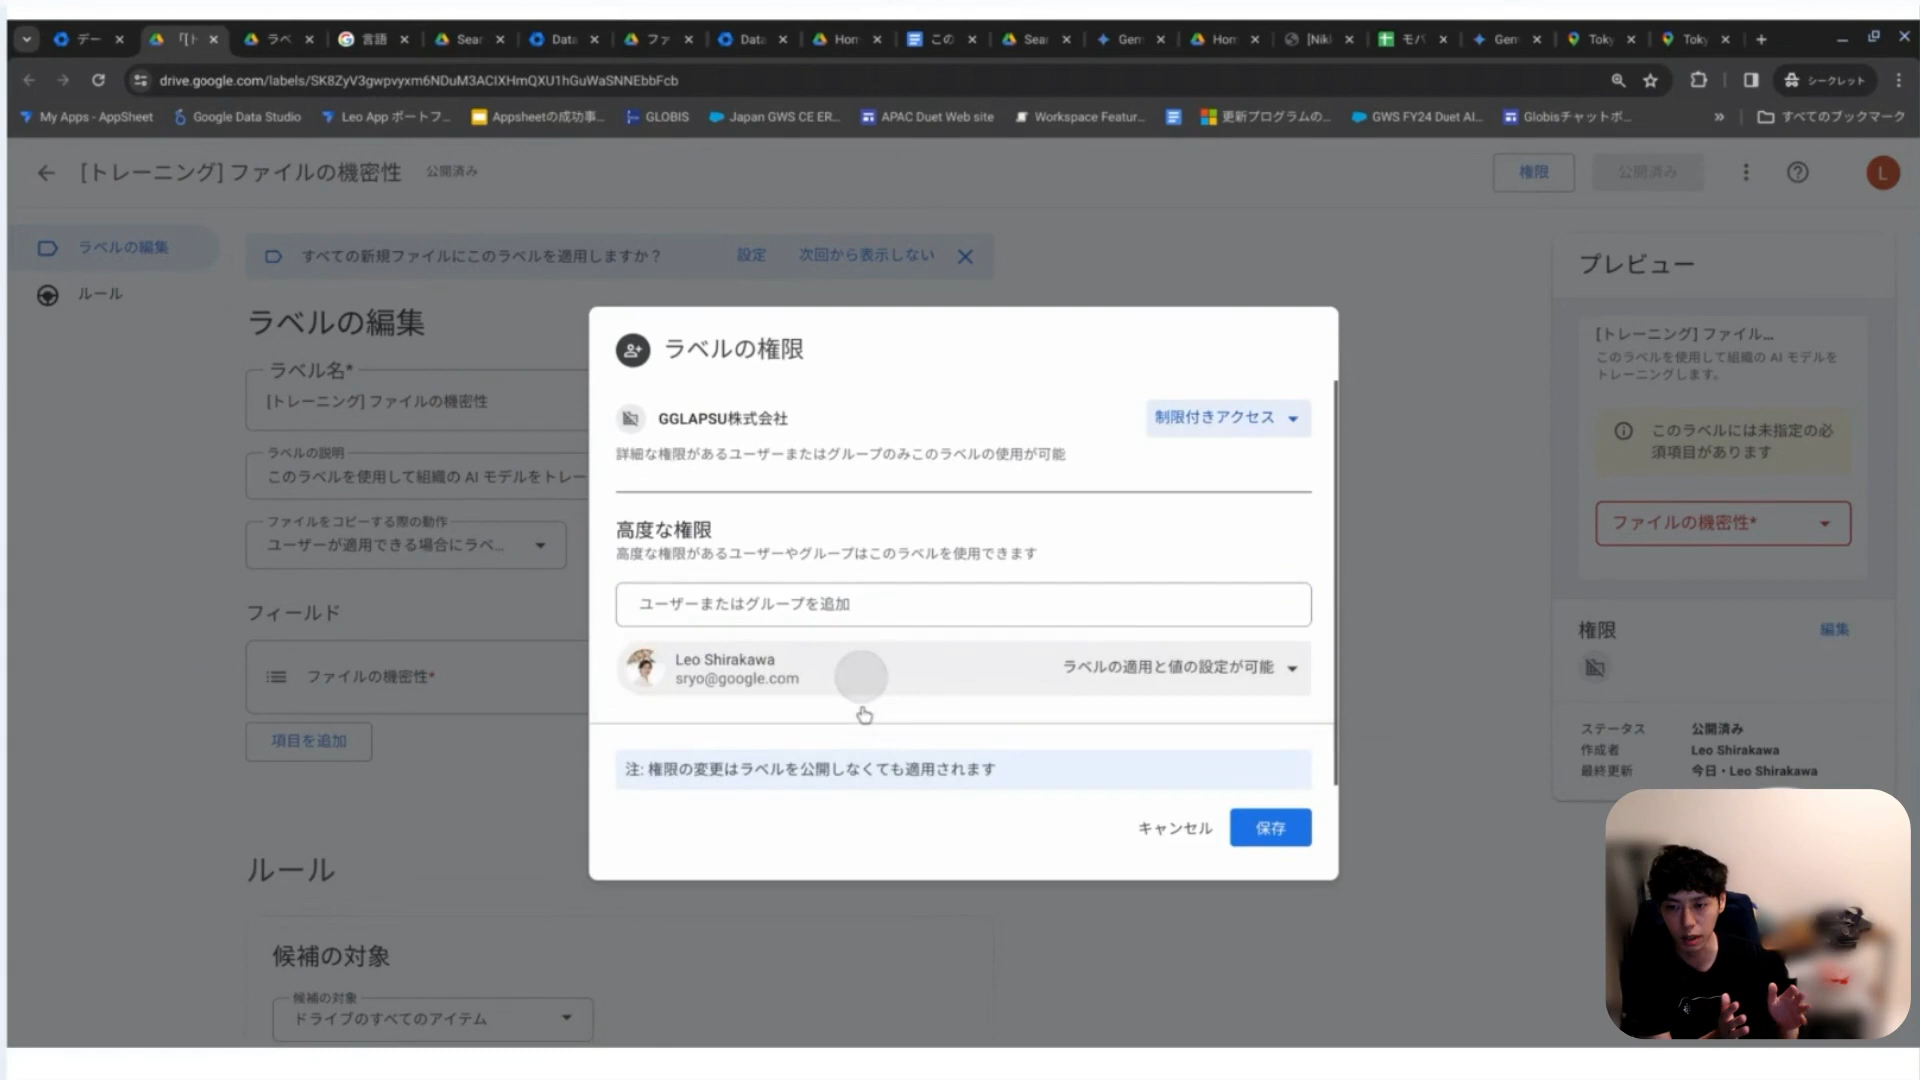 デー
「[ト
ラベ
言語
Sear
Data
ファ
Data
Hom
この
Sear
Gem
Hom
[Nik
モバ
Gem
Toky
Toky
drive.google.com/labels/SK8ZyV3gwpvyxm6NDuM3ACIXHmQXU1hGuWaSNNEbbFcb
シークレット
My Apps - AppSheet
Google Data Studio
Leo App ポートフ...
Appsheetの成功事...
GLOBIS
Japan GWS CE ER...
APAC Duet Web site
Workspace Featur...
更新プログラムの...
GWS FY24 Duet AI...
Globisチャットボ...
すべてのブックマーク
[トレーニング] ファイルの機密性
公開済み
権限
公開済み
L
ラベルの編集
ルール
すべての新規ファイルにこのラベルを適用しますか？
設定
次回から表示しない
ラベルの編集
ラベル名*
[トレーニング] ファイルの機密性
ラベルの説明
このラベルを使用して組織の AI モデルをトレー
ファイルをコピーする際の動作
ユーザーが適用できる場合にラベ...
フィールド
ファイルの機密性*
項目を追加
ルール
候補の対象
候補の対象
ドライブのすべてのアイテム
ラベルの権限
GGLAPSU株式会社
制限付きアクセス
詳細な権限があるユーザーまたはグループのみこのラベルの使用が可能
高度な権限
高度な権限があるユーザーやグループはこのラベルを使用できます
ユーザーまたはグループを追加
Leo Shirakawa
sryo@google.com
ラベルの適用と値の設定が可能
注: 権限の変更はラベルを公開しなくても適用されます
キャンセル
保存
プレビュー
[トレーニング] ファイル...
このラベルを使用して組織の AI モデルを
トレーニングします。
このラベルには未指定の必
須項目があります
ファイルの機密性*
権限
編集
ステータス 公開済み
作成者 Leo Shirakawa
最終更新 今日・Leo Shirakawa